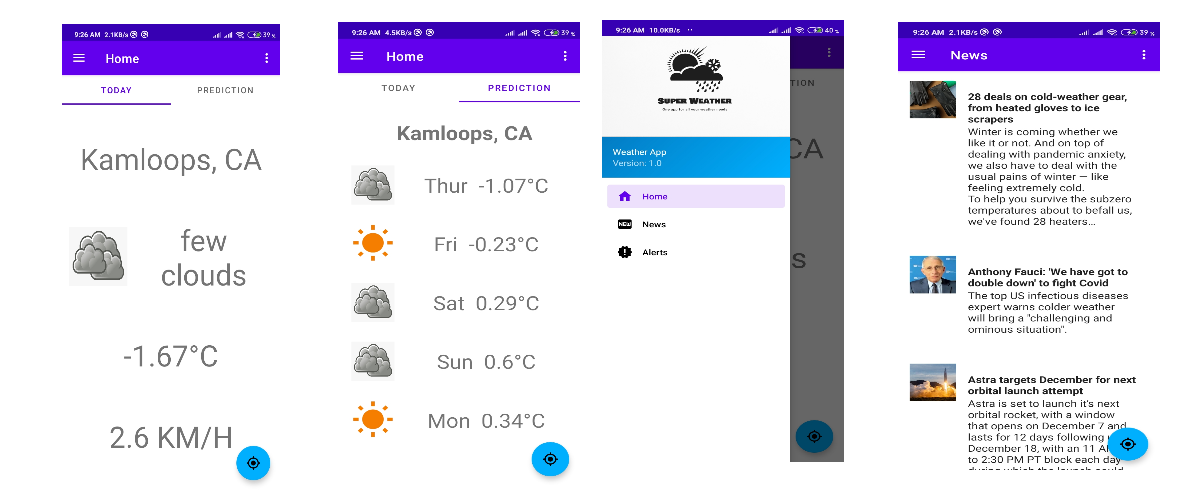 9:26 AM 2.1KB/s 39 %
Home
TODAY PREDICTION
Kamloops, CA
few
clouds
-1.67°C
2.6 KM/H
9:26 AM 4.5KB/s 39 %
Home
TODAY PREDICTION
Kamloops, CA
Thur -1.07°C
Fri -0.23°C
Sat 0.29°C
Sun 0.6°C
Mon 0.34°C
9:26 AM 10.0KB/s 40 %
SUPER WEATHER
Weather App
Version: 1.0
Home
NEW News
Alerts
TION
CA
s
9:26 AM 2.1KB/s 39 %
News
28 deals on cold-weather gear,
from heated gloves to ice
scrapers
Winter is coming whether we
like it or not. And on top of
dealing with pandemic anxiety,
we also have to deal with the
usual pains of winter — like
feeling extremely cold.
To help you survive the subzero
temperatures about to befall us,
we've found 28 heaters...
Anthony Fauci: 'We have got to
double down' to fight Covid
The top US infectious diseases
expert warns colder weather
will bring a "challenging and
ominous situation".
Astra targets December for next
orbital launch attempt
Astra is set to launch it's next
orbital rocket, with a window
that opens on December 7 and
lasts for 12 days following
December 18, with an 11 A
to 2:30 PM PT block each day
during which the launch could